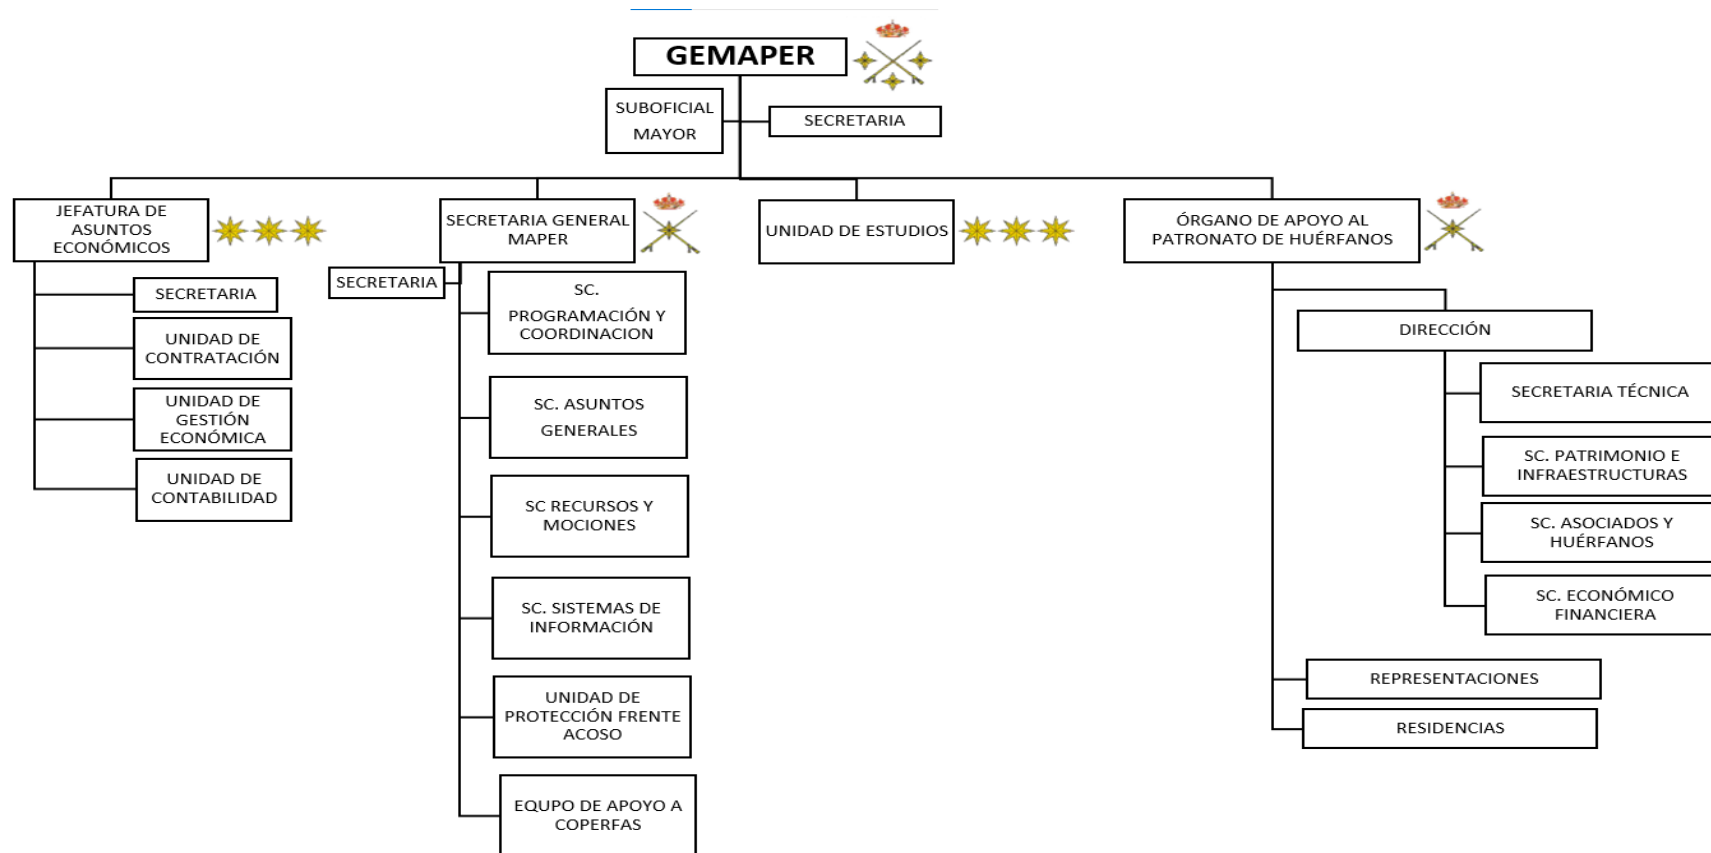 GEMAPER
SUBOFICIAL
MAYOR
SECRETARIA
JEFATURA DE
ASUNTOS
ECONÓMICOS
SECRETARIA
UNIDAD DE
CONTRATACIÓN
UNIDAD DE
GESTIÓN
ECONÓMICA
UNIDAD DE
CONTABILIDAD
SECRETARIA GENERAL
MAPER
SECRETARIA
SC.
PROGRAMACIÓN Y
COORDINACION
SC. ASUNTOS
GENERALES
SC RECURSOS Y
MOCIONES
SC. SISTEMAS DE
INFORMACIÓN
UNIDAD DE
PROTECCIÓN FRENTE
ACOSO
EQUPO DE APOYO A
COPERFAS
UNIDAD DE ESTUDIOS
ÓRGANO DE APOYO AL
PATRONATO DE HUÉRFANOS
DIRECCIÓN
SECRETARIA TÉCNICA
SC. PATRIMONIO E
INFRAESTRUCTURAS
SC. ASOCIADOS Y
HUÉRFANOS
SC. ECONÓMICO
FINANCIERA
REPRESENTACIONES
RESIDENCIAS